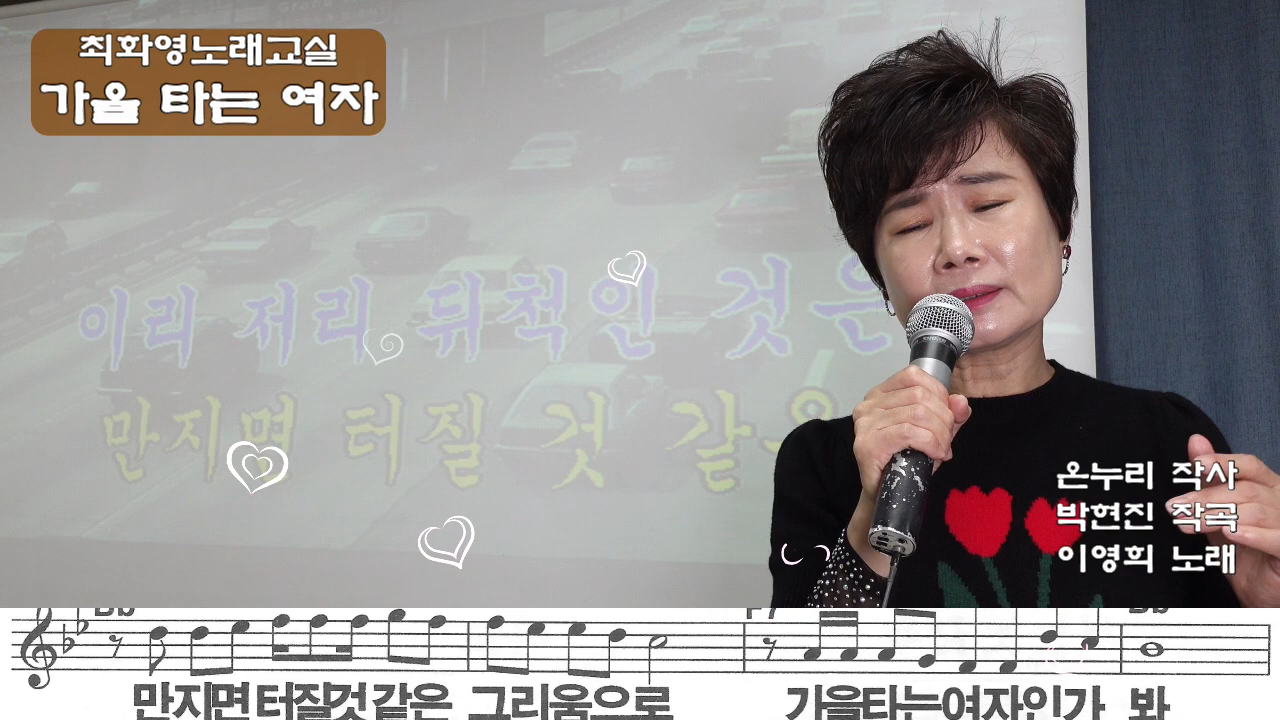 최화영노래교실
가을 타는 여자
이리 저리 뒤척인 것은
만지면 터질 것 같은
온누리 작사
박현진 작곡
이영희 노래
Bb F7 Bb
만지면 터질것 같은 그리움으로 가을타는여자인가 봐